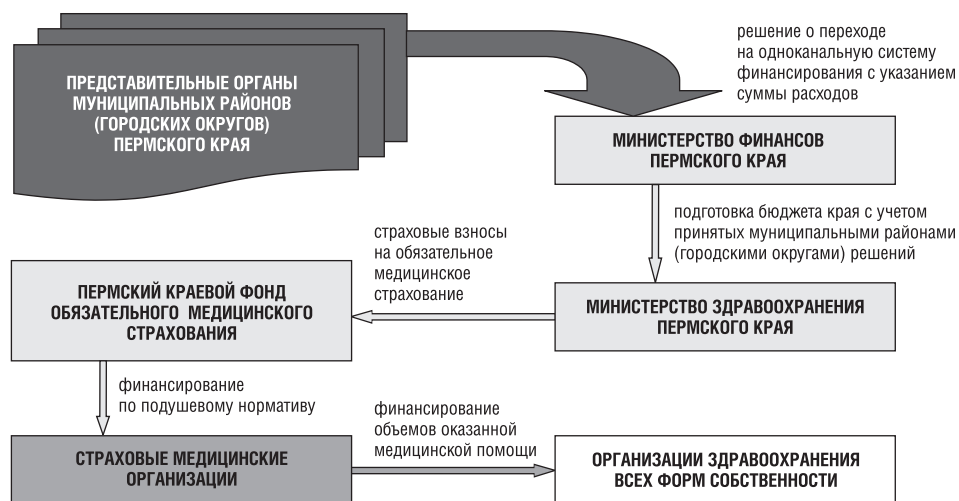 ПРЕДСТАВИТЕЛЬНЫЕ ОРГАНЫ
МУНИЦИПАЛЬНЫХ РАЙОНОВ
(ГОРОДСКИХ ОКРУГОВ)
ПЕРМСКОГО КРАЯ
решение о переходе
на одноканальную систему
финансирования с указанием
суммы расходов
МИНИСТЕРСТВО ФИНАНСОВ
ПЕРМСКОГО КРАЯ
подготовка бюджета края с учетом
принятых муниципальными районами
(городскими округами) решений
МИНИСТЕРСТВО ЗДРАВООХРАНЕНИЯ
ПЕРМСКОГО КРАЯ
страховые взносы
на обязательное
медицинское
страхование
ПЕРМСКИЙ КРАЕВОЙ ФОНД
ОБЯЗАТЕЛЬНОГО МЕДИЦИНСКОГО
СТРАХОВАНИЯ
финансирование
по подушевому нормативу
СТРАХОВЫЕ МЕДИЦИНСКИЕ
ОРГАНИЗАЦИИ
финансирование
объемов оказанной
медицинской помощи
ОРГАНИЗАЦИИ ЗДРАВООХРАНЕНИЯ
ВСЕХ ФОРМ СОБСТВЕННОСТИ